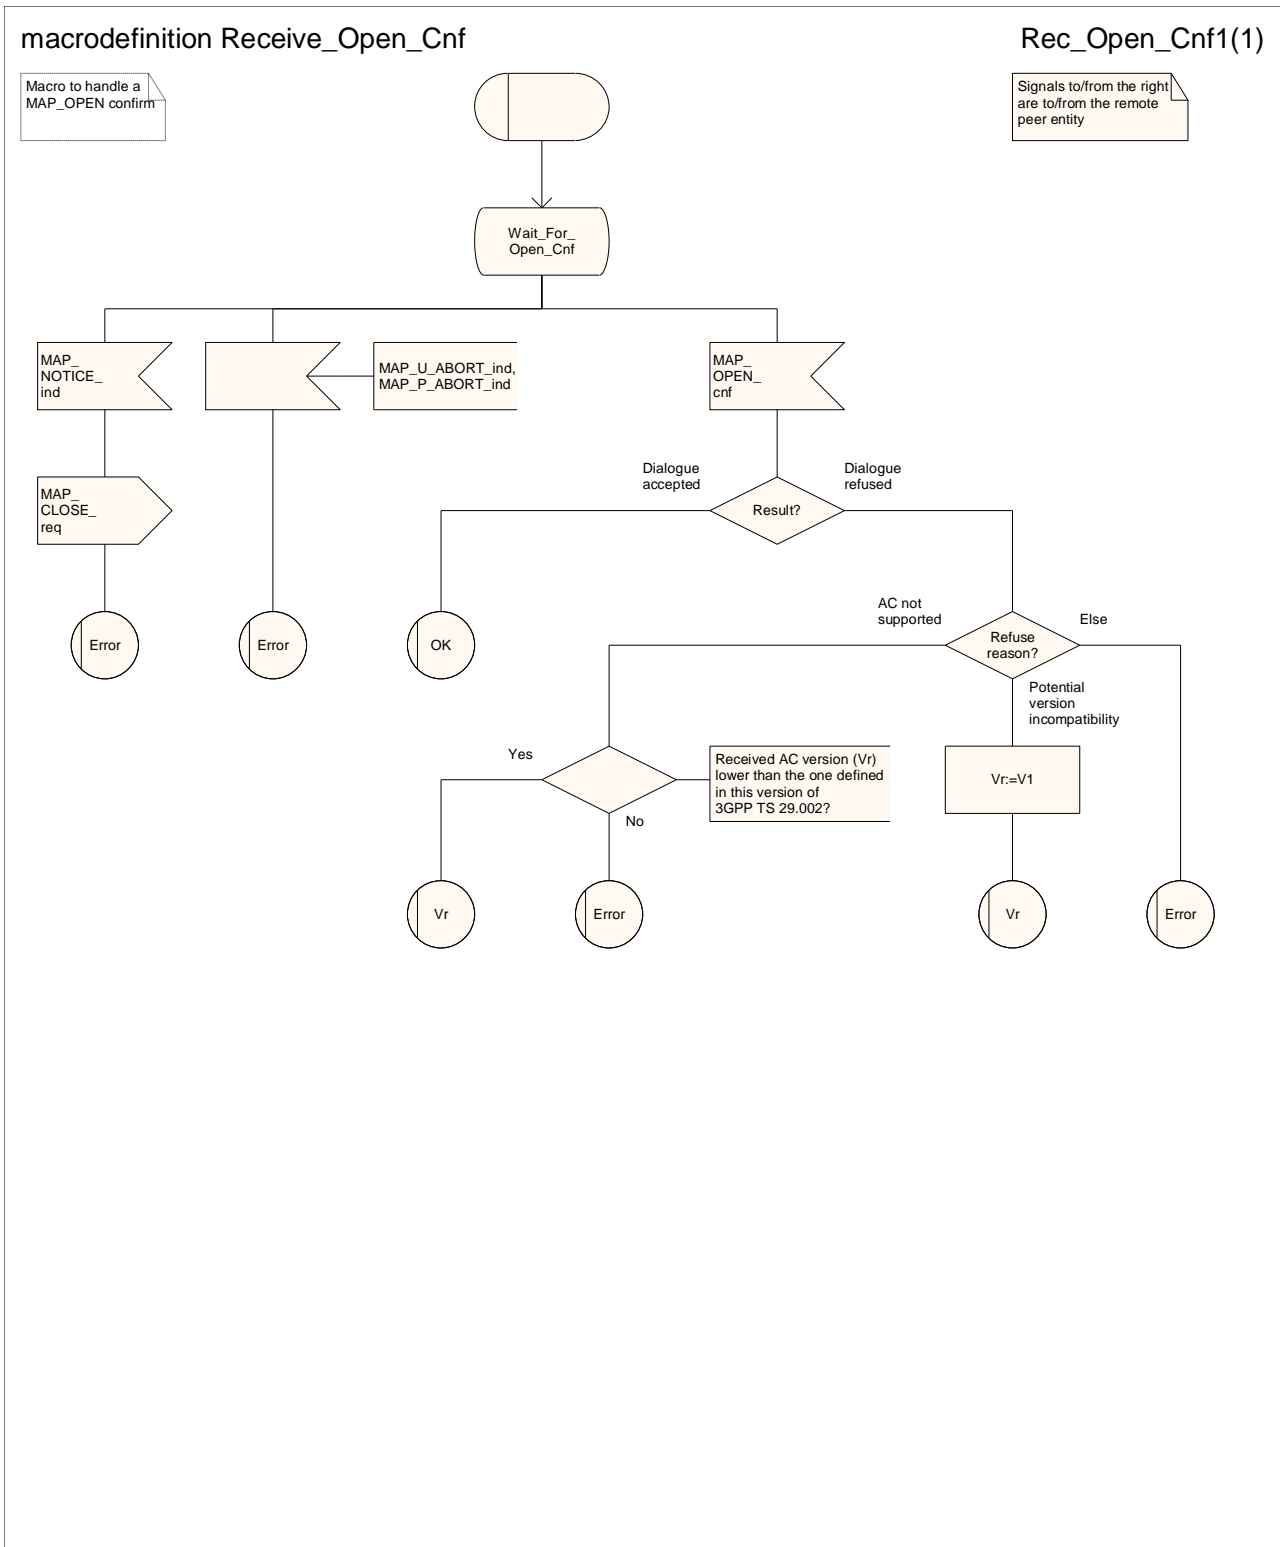 macrodefinition Receive_Open_Cnf
Rec_Open_Cnf1(1)
Macro to handle a
MAP_OPEN confirm
Signals to/from the right
are to/from the remote
peer entity
Wait_For_
Open_Cnf
MAP_
NOTICE_
ind
MAP_U_ABORT_ind,
MAP_P_ABORT_ind
MAP_
OPEN_
cnf
MAP_
CLOSE_
req
Dialogue
accepted
Result?
Dialogue
refused
Error
Error
OK
AC not
supported
Refuse
reason?
Else
Potential
version
incompatibility
Yes
No
Received AC version (Vr)
lower than the one defined
in this version of
3GPP TS 29.002?
Vr:=V1
Vr
Error
Vr
Error